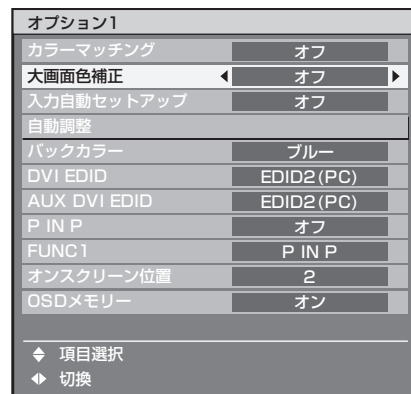 オプション1
カラーマッチング オフ
大画面色補正 オフ
入力自動セットアップ オフ
自動調整
バックカラー ブルー
DVI EDID EDID2(PC)
AUX DVI EDID EDID2(PC)
P IN P オフ
FUNC1 P IN P
オンスクリーン位置 2
OSDメモリー オン
項目選択
切換